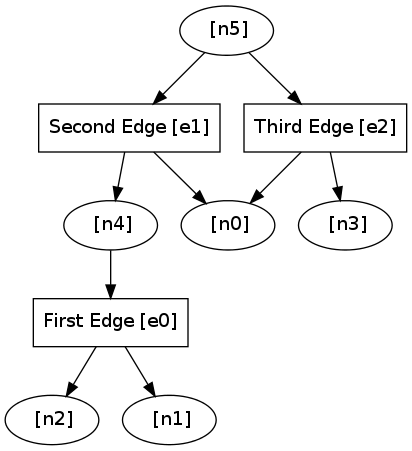 [n5]
Second Edge [e1]
Third Edge [e2]
[n4]
[n0]
[n3]
First Edge [e0]
[n2]
[n1]